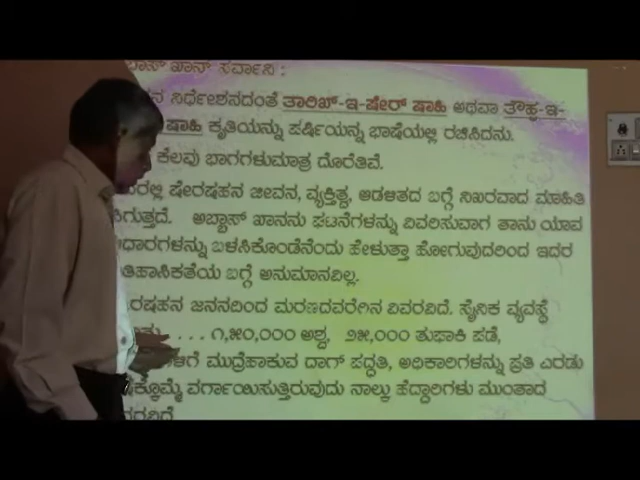 ಬಾಸ್ ಖಾನ್ ಸರ್ವಾನಿ :
ನಿರ್ಧೇಶನದಂತೆ ತಾರಿಖ್-ಇ-ಷೇರ್ ಷಾಹಿ ಅಥವಾ ತೌಹ್ಫ-ಇ-
ಷಾಹಿ ಕೃತಿಯನ್ನು ಪರ್ಷಿಯನ್ನ ಭಾಷೆಯಲ್ಲಿ ರಚಿಸಿದನು.
ಕೆಲವು ಭಾಗಗಳುಮಾತ್ರ ದೊರೆತಿವೆ.
ಷೇರಷಹನ ಜೀವನ, ವ್ಯಕ್ತಿತ್ವ, ಆಡಳಿತದ ಬಗ್ಗೆ ನಿಖರವಾದ ಮಾಹಿತಿ
ಸಿಗುತ್ತದೆ. ಅಬ್ಬಾಸ್ ಖಾನನು ಘಟನೆಗಳನ್ನು ವಿವರಿಸುವಾಗ ತಾನು ಯಾವ
ಆಧಾರಗಳನ್ನು ಬಳಸಿಕೊಂಡೆನೆಂದು ಹೇಳುತ್ತಾ ಹೋಗುವುದರಿಂದ ಇದರ
ತಿಹಾಸಿಕತೆಯ ಬಗ್ಗೆ ಅನುಮಾನವಿಲ್ಲ.
ರಷಹನ ಜನನದಿಂದ ಮರಣದವರೆಗಿನ ವಿವರವಿದೆ. ಸೈನಿಕ ವ್ಯವಸ್ಥೆ
... ೧,೫೦,೦೦೦ ಅಶ್ವ, ೨೫,೦೦೦ ತುಫಾಕಿ ಪಡೆ,
ಮುದ್ರೆಹಾಕುವ ದಾಗ್ ಪದ್ಧತಿ, ಅಧಿಕಾರಿಗಳನ್ನು ಪ್ರತಿ ಎರಡು
ಕ್ಕೊಮ್ಮೆ ವರ್ಗಾಯಿಸುತ್ತಿರುವುದು ನಾಲ್ಕು ಹೆದ್ದಾರಿಗಳು ಮುಂತಾದ